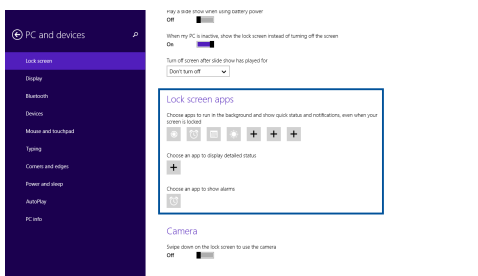 PC and devices
Lock screen
Display
Bluetooth
Devices
Mouse and touchpad
Typing
Corners and edges
Power and sleep
AutoPlay
PC info
Play a slide show when using battery power
Off
When my PC is inactive, show the lock screen instead of turning off the screen
On
Turn off screen after slide show has played for
Don't turn off
Lock screen apps
Choose apps to run in the background and show quick status and notifications, even when your
screen is locked
Choose an app to display detailed status
Choose an app to show alarms
Camera
Swipe down on the lock screen to use the camera
Off